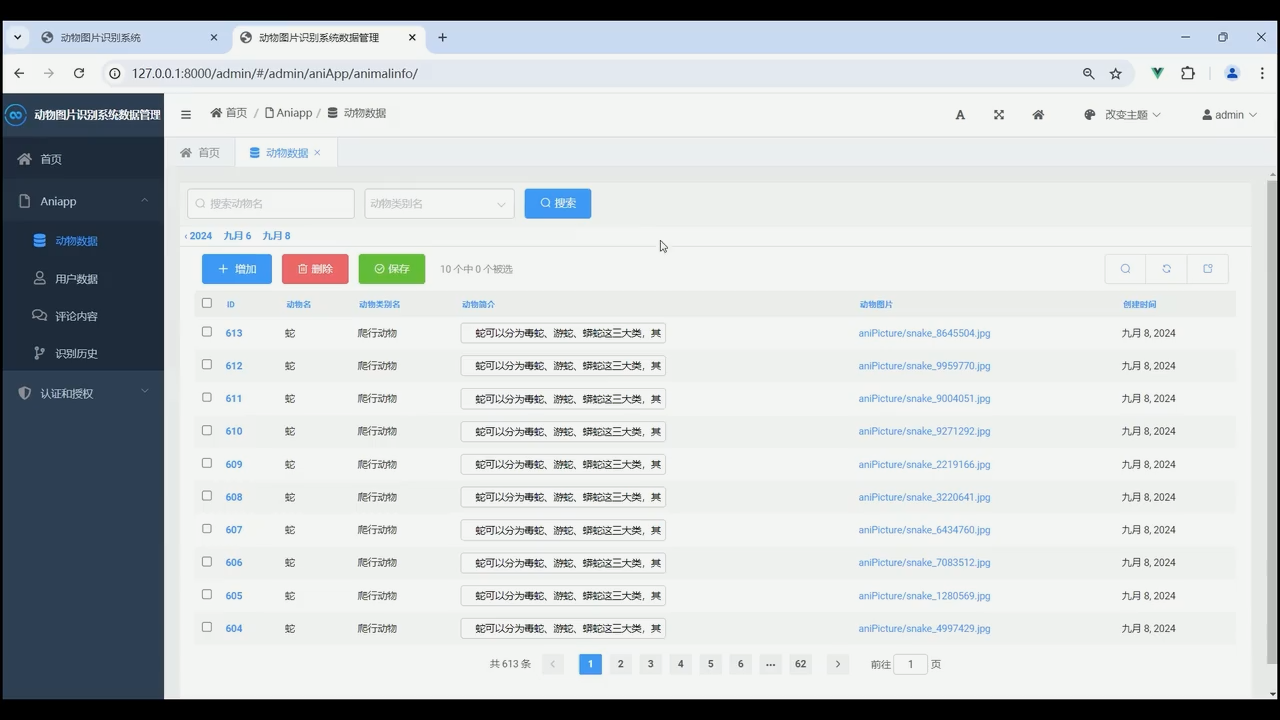 动物图片识别系统
动物图片识别系统数据管理
127.0.0.1:8000/admin/#/admin/aniApp/animalinfo/
动物图片识别系统数据管理
首页 / Aniapp / 动物数据
改变主题
admin
首页
Aniapp
动物数据
用户数据
评论内容
识别历史
认证和授权
首页
动物数据
搜索动物名
动物类别名
搜索
‹ 2024 九月 6 九月 8
增加 删除 保存 10 个中 0 个被选
ID 动物名 动物类别名 动物简介 动物图片 创建时间
613 蛇 爬行动物 蛇可以分为毒蛇、游蛇、蟒蛇这三大类，其 aniPicture/snake_8645504.jpg 九月 8, 2024
612 蛇 爬行动物 蛇可以分为毒蛇、游蛇、蟒蛇这三大类，其 aniPicture/snake_9959770.jpg 九月 8, 2024
611 蛇 爬行动物 蛇可以分为毒蛇、游蛇、蟒蛇这三大类，其 aniPicture/snake_9004051.jpg 九月 8, 2024
610 蛇 爬行动物 蛇可以分为毒蛇、游蛇、蟒蛇这三大类，其 aniPicture/snake_9271292.jpg 九月 8, 2024
609 蛇 爬行动物 蛇可以分为毒蛇、游蛇、蟒蛇这三大类，其 aniPicture/snake_2219166.jpg 九月 8, 2024
608 蛇 爬行动物 蛇可以分为毒蛇、游蛇、蟒蛇这三大类，其 aniPicture/snake_3220641.jpg 九月 8, 2024
607 蛇 爬行动物 蛇可以分为毒蛇、游蛇、蟒蛇这三大类，其 aniPicture/snake_6434760.jpg 九月 8, 2024
606 蛇 爬行动物 蛇可以分为毒蛇、游蛇、蟒蛇这三大类，其 aniPicture/snake_7083512.jpg 九月 8, 2024
605 蛇 爬行动物 蛇可以分为毒蛇、游蛇、蟒蛇这三大类，其 aniPicture/snake_1280569.jpg 九月 8, 2024
604 蛇 爬行动物 蛇可以分为毒蛇、游蛇、蟒蛇这三大类，其 aniPicture/snake_4997429.jpg 九月 8, 2024
共 613 条 1 2 3 4 5 6 ... 62 前往 1 页